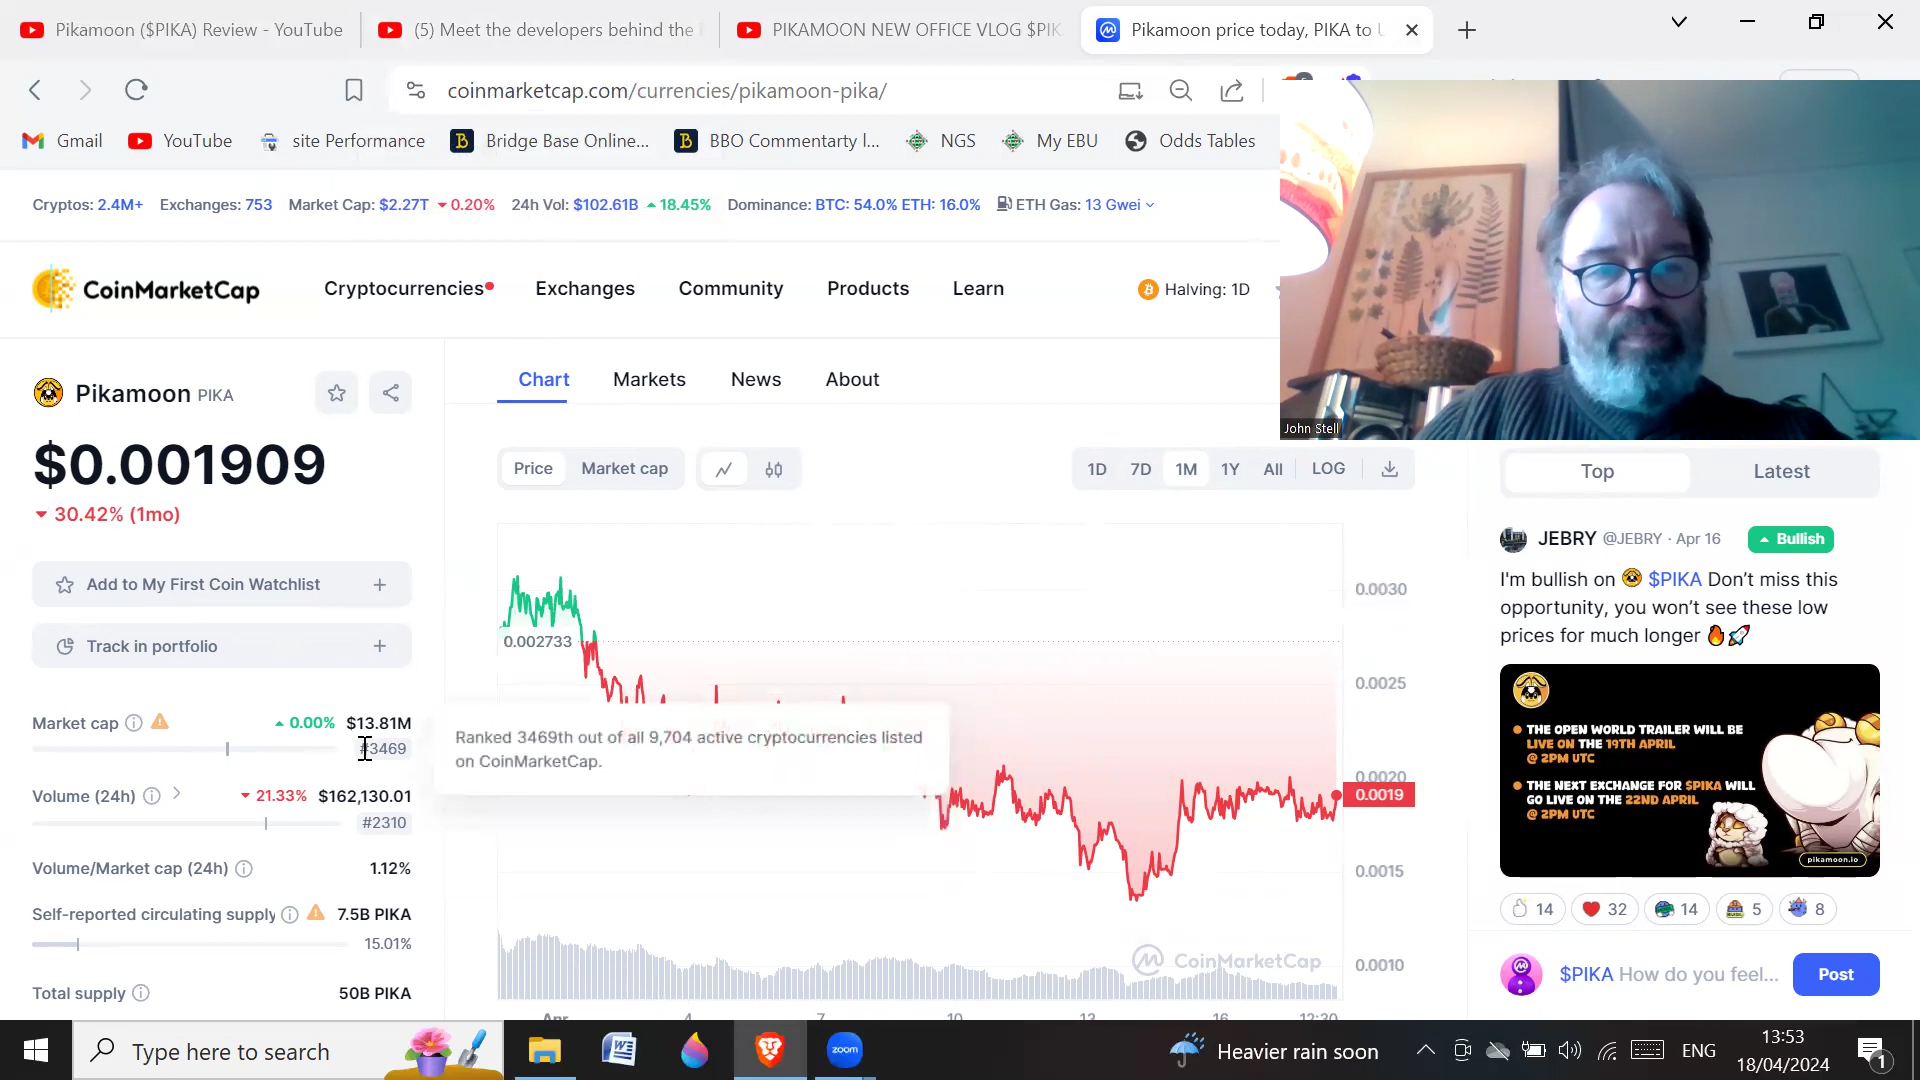 Pikamoon ($PIKA) Review - YouTube
(5) Meet the developers behind the
PIKAMOON NEW OFFICE VLOG $PIK
Pikamoon price today, PIKA to U
coinmarketcap.com/currencies/pikamoon-pika/
Gmail
YouTube
site Performance
Bridge Base Online...
BBO Commentarty l...
NGS
My EBU
Odds Tables
Cryptos: 2.4M+ Exchanges: 753 Market Cap: $2.27T 0.20% 24h Vol: $102.61B 18.45% Dominance: BTC: 54.0% ETH: 16.0% ETH Gas: 13 Gwei
CoinMarketCap
Cryptocurrencies
Exchanges
Community
Products
Learn
Halving: 1D
John Stell
Pikamoon PIKA
$0.001909
30.42% (1mo)
Add to My First Coin Watchlist +
Track in portfolio +
Market cap 0.00% $13.81M
#3469
Volume (24h) 21.33% $162,130.01
#2310
Volume/Market cap (24h) 1.12%
Self-reported circulating supply 7.5B PIKA
15.01%
Total supply 50B PIKA
Chart
Markets
News
About
Price
Market cap
1D 7D 1M 1Y All LOG
0.002733
0.0030
0.0025
0.0020
0.0019
0.0015
0.0010
Ranked 3469th out of all 9,704 active cryptocurrencies listed
on CoinMarketCap.
CoinMarketCap
Apr 4 7 10 13 16 12:30
Top
Latest
JEBRY @JEBRY · Apr 16 Bullish
I'm bullish on $PIKA Don't miss this
opportunity, you won't see these low
prices for much longer
THE OPEN WORLD TRAILER WILL BE
LIVE ON THE 19TH APRIL
@ 2PM UTC
THE NEXT EXCHANGE FOR $PIKA WILL
GO LIVE ON THE 22ND APRIL
@ 2PM UTC
pikamoon.io
14 32 14 5 8
$PIKA How do you feel...
Post
Type here to search
zoom
Heavier rain soon
ENG
13:53
18/04/2024
1